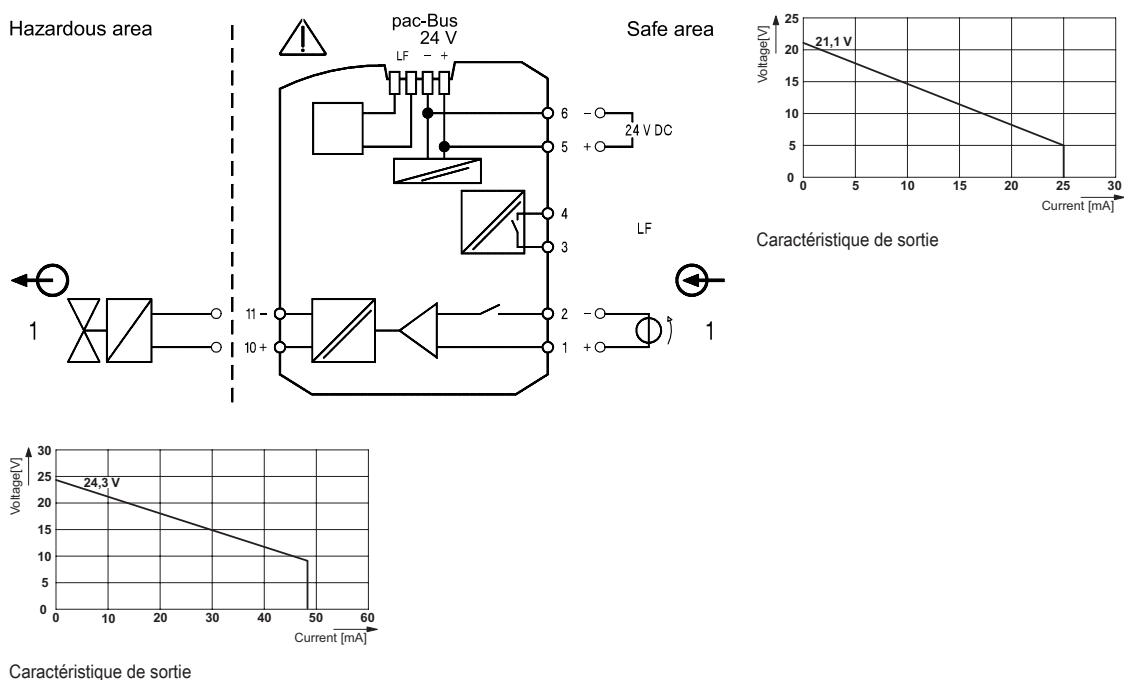 Hazardous area
pac-Bus
24 V
LF − +
Safe area
6 −
24 V DC
5 +
4
LF
3
1
11 −
10 +
2 −
1 +
1
Voltage[V]
25
20
15
10
5
0
21,1 V
0 5 10 15 20 25 30
Current [mA]
Caractéristique de sortie
Voltage[V]
30
25
20
15
10
5
0
24,3 V
0 10 20 30 40 50 60
Current [mA]
Caractéristique de sortie